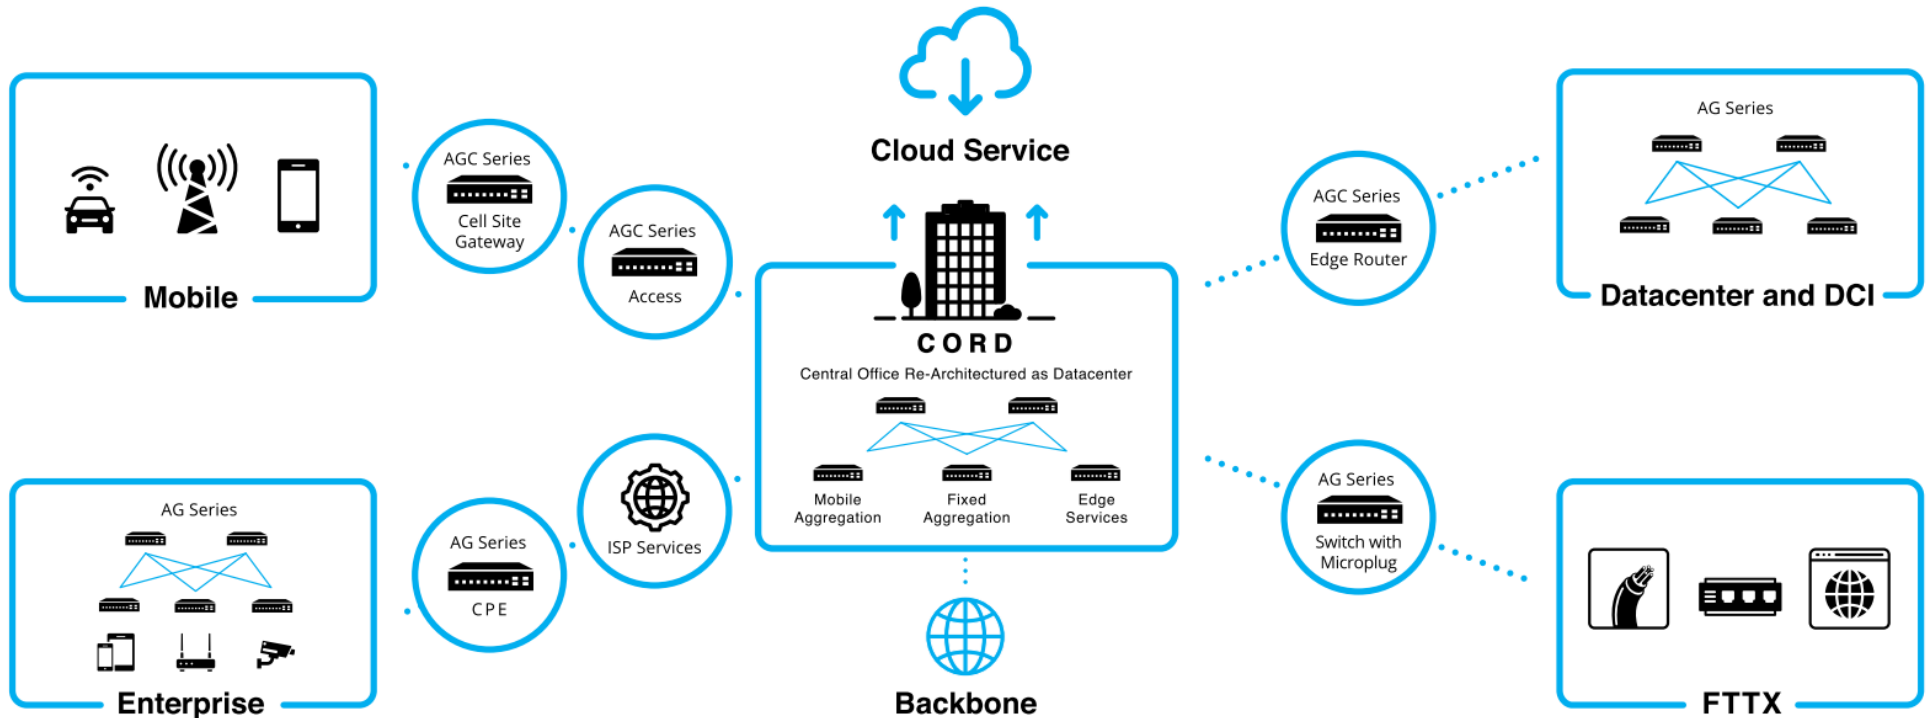 Mobile
AGC Series
Cell Site
Gateway
AGC Series
Access
Cloud Service
CORD
Central Office Re-Architectured as Datacenter
Mobile
Aggregation
Fixed
Aggregation
Edge
Services
AGC Series
Edge Router
AG Series
Datacenter and DCI
AG Series
Enterprise
AG Series
CPE
ISP Services
Backbone
AG Series
Switch with
Microplug
FTTX